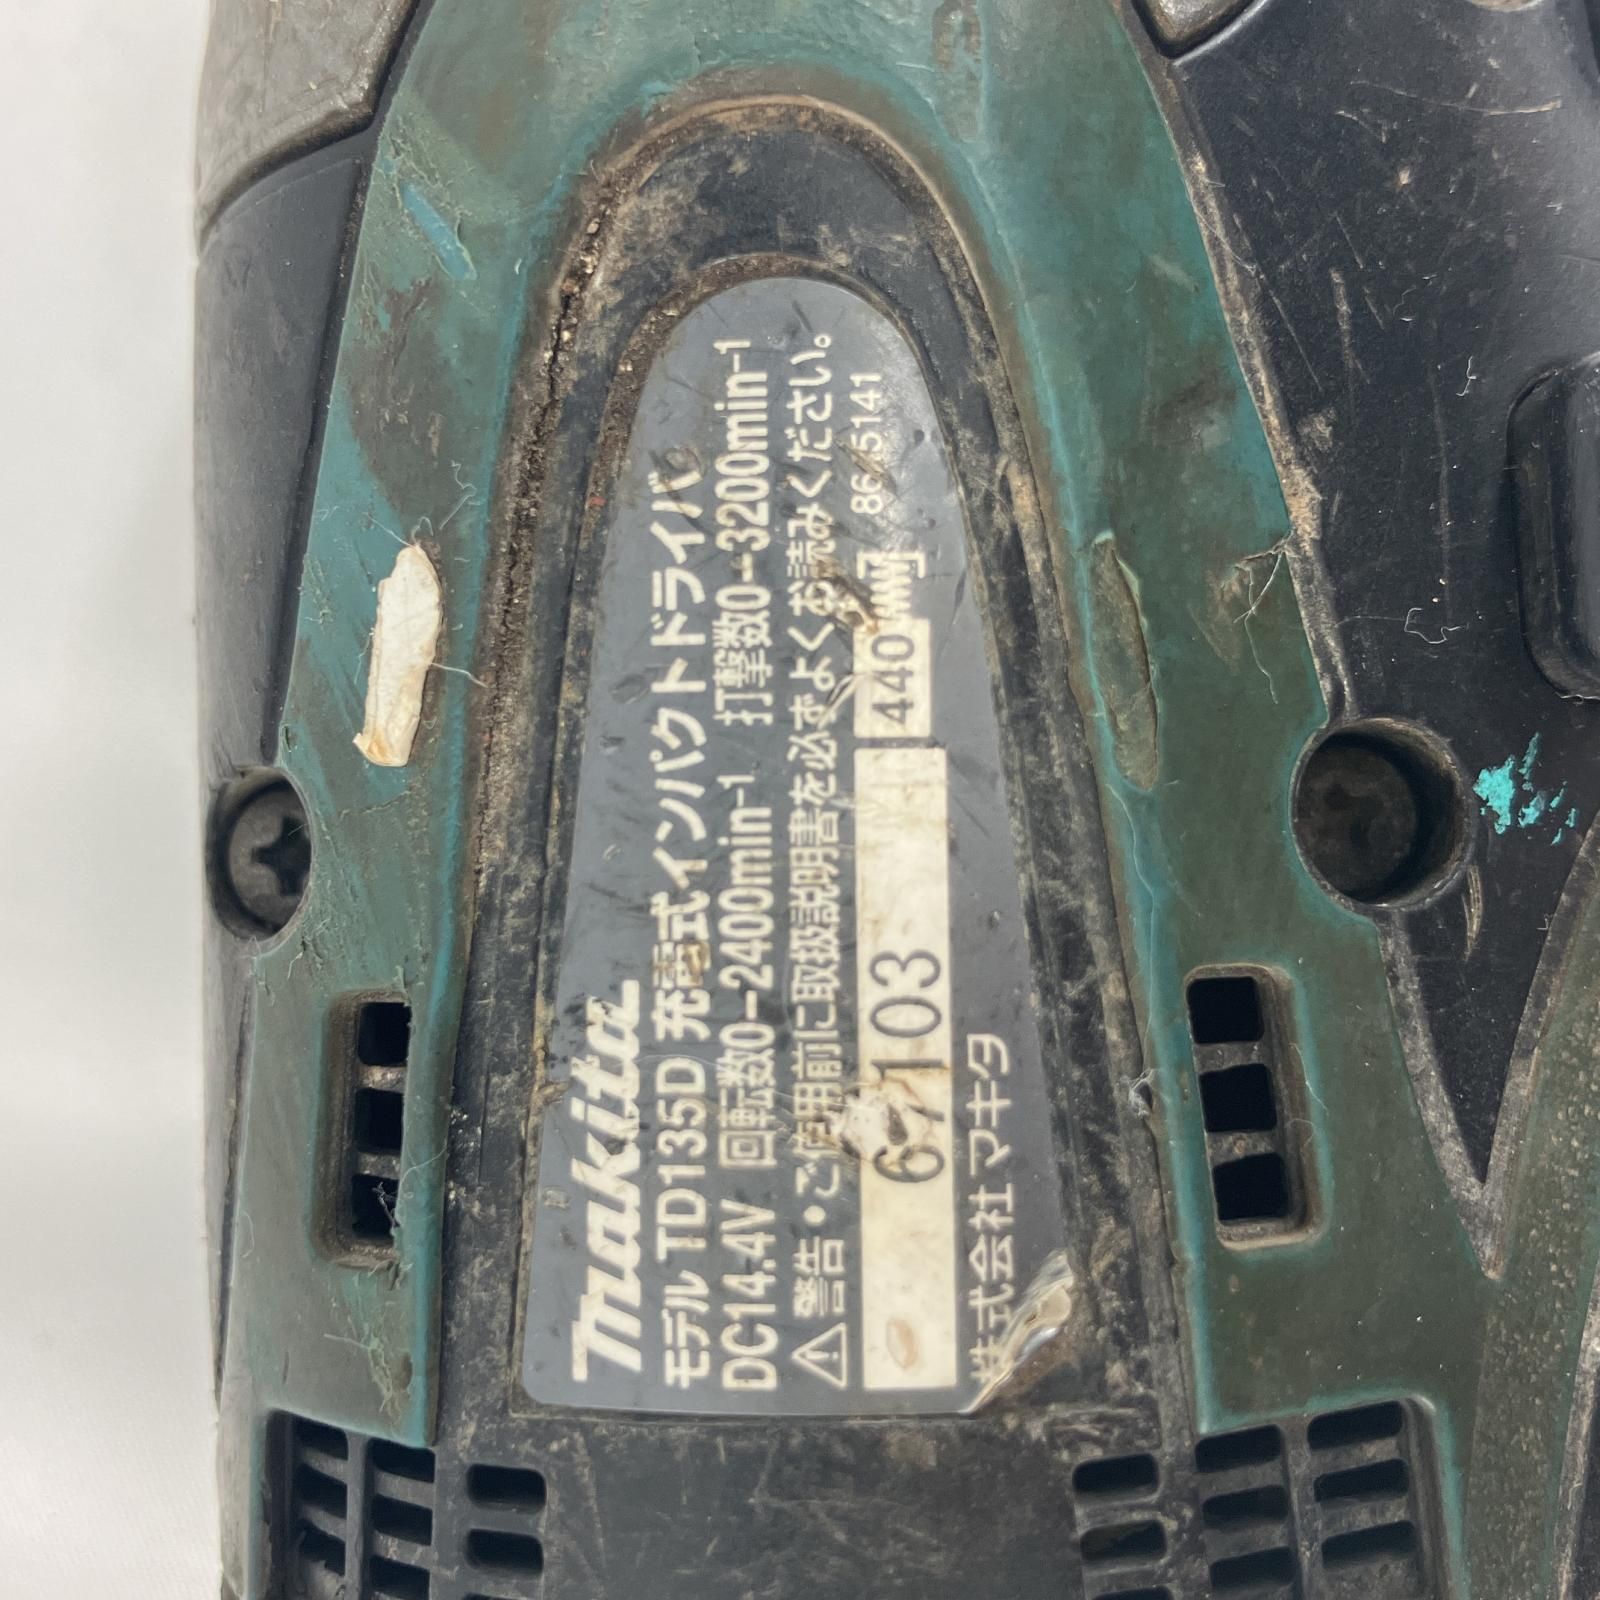 makita
モデル TD135D 充電式インパクトドライバ
DC14.4V 回転数0-2400min-1 打撃数0-3200min-1
⚠ 警告・ご使用前に取扱説明書を必ずよくお読みください。
67103 440
株式会社マキタ